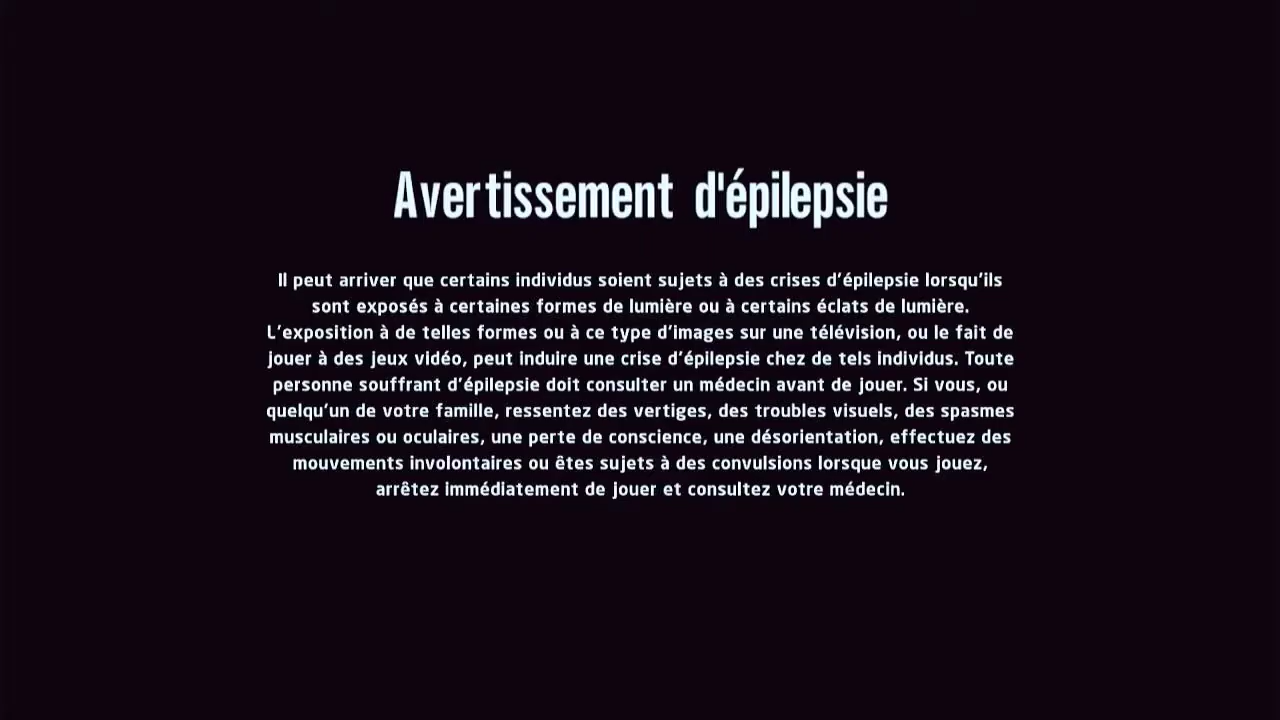 Avertissement d'épilepsie
Il peut arriver que certains individus soient sujets à des crises d'épilepsie lorsqu'ils
sont exposés à certaines formes de lumière ou à certains éclats de lumière.
L'exposition à de telles formes ou à ce type d'images sur une télévision, ou le fait de
jouer à des jeux vidéo, peut induire une crise d'épilepsie chez de tels individus. Toute
personne souffrant d'épilepsie doit consulter un médecin avant de jouer. Si vous, ou
quelqu'un de votre famille, ressentez des vertiges, des troubles visuels, des spasmes
musculaires ou oculaires, une perte de conscience, une désorientation, effectuez des
mouvements involontaires ou êtes sujets à des convulsions lorsque vous jouez,
arrêtez immédiatement de jouer et consultez votre médecin.